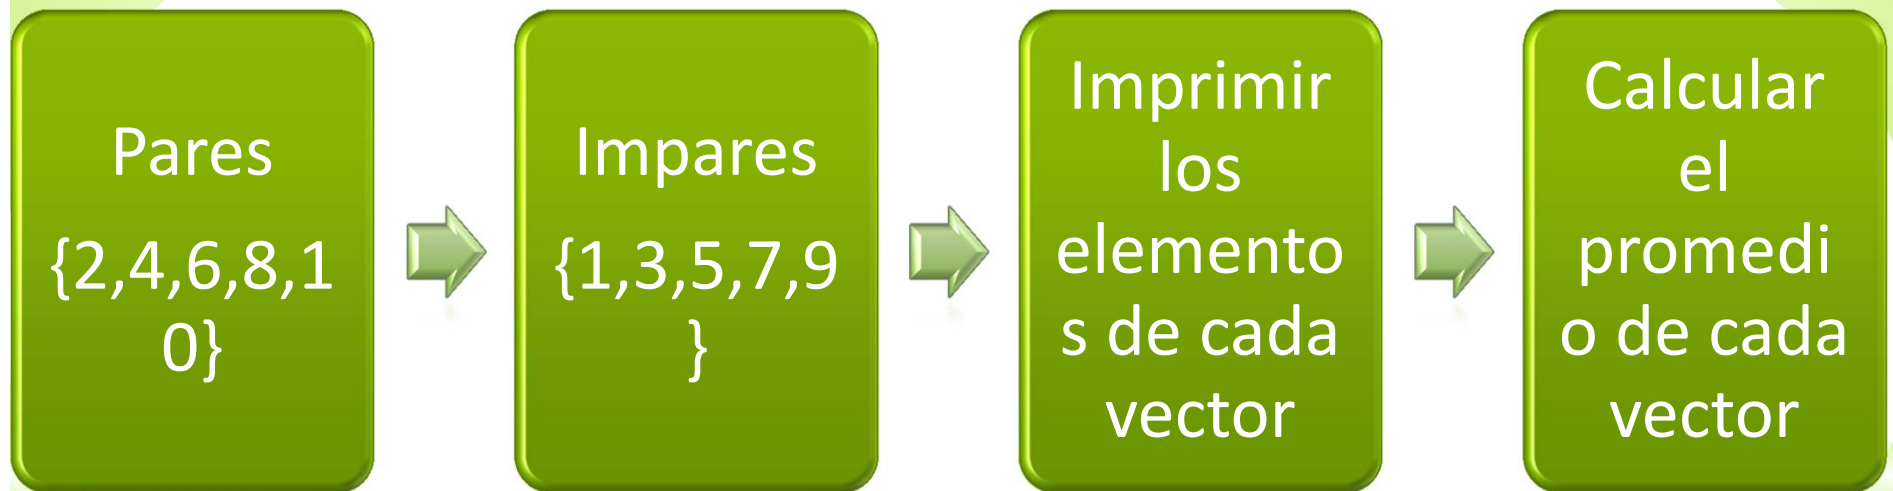 Pares
{2,4,6,8,1
0}
Impares
{1,3,5,7,9
}
Imprimir
los
elemento
s de cada
vector
Calcular
el
promedi
o de cada
vector